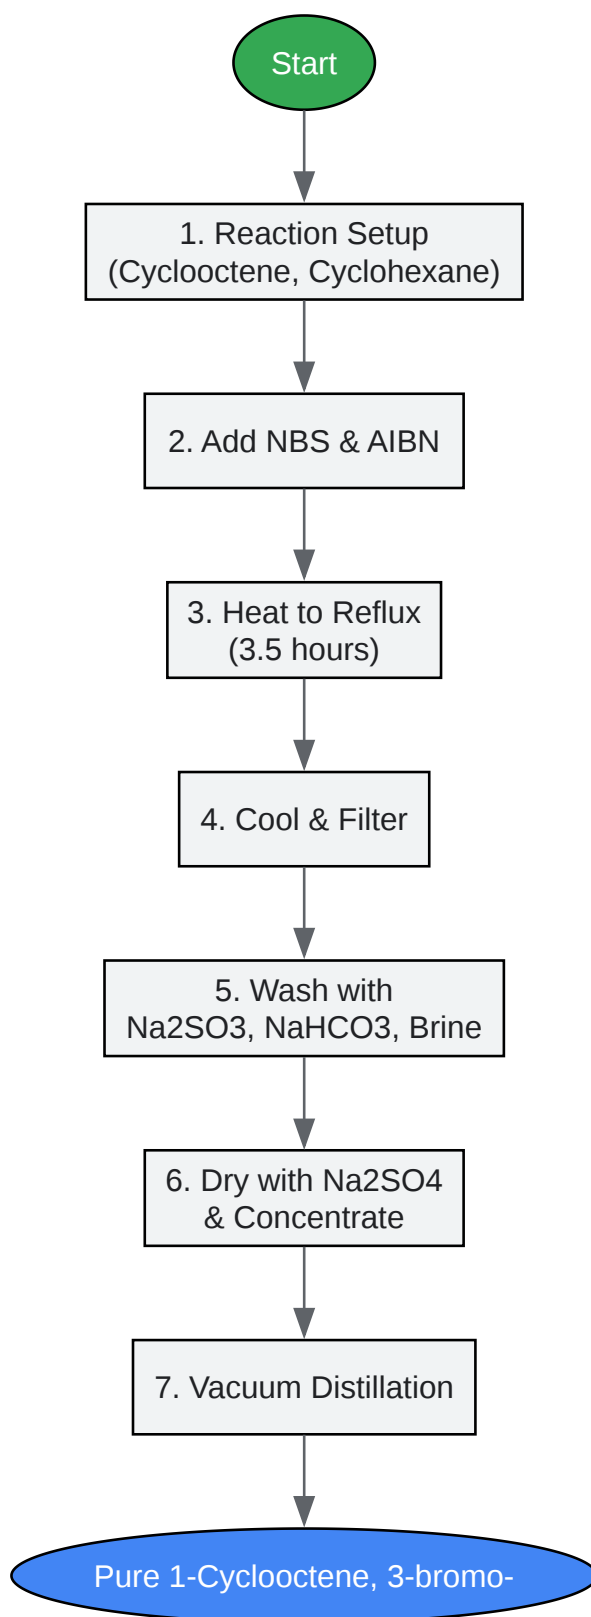 Start
1. Reaction Setup
(Cyclooctene, Cyclohexane)
2. Add NBS & AIBN
3. Heat to Reflux
(3.5 hours)
4. Cool & Filter
5. Wash with
Na2SO3, NaHCO3, Brine
6. Dry with Na2SO4
& Concentrate
7. Vacuum Distillation
Pure 1-Cyclooctene, 3-bromo-